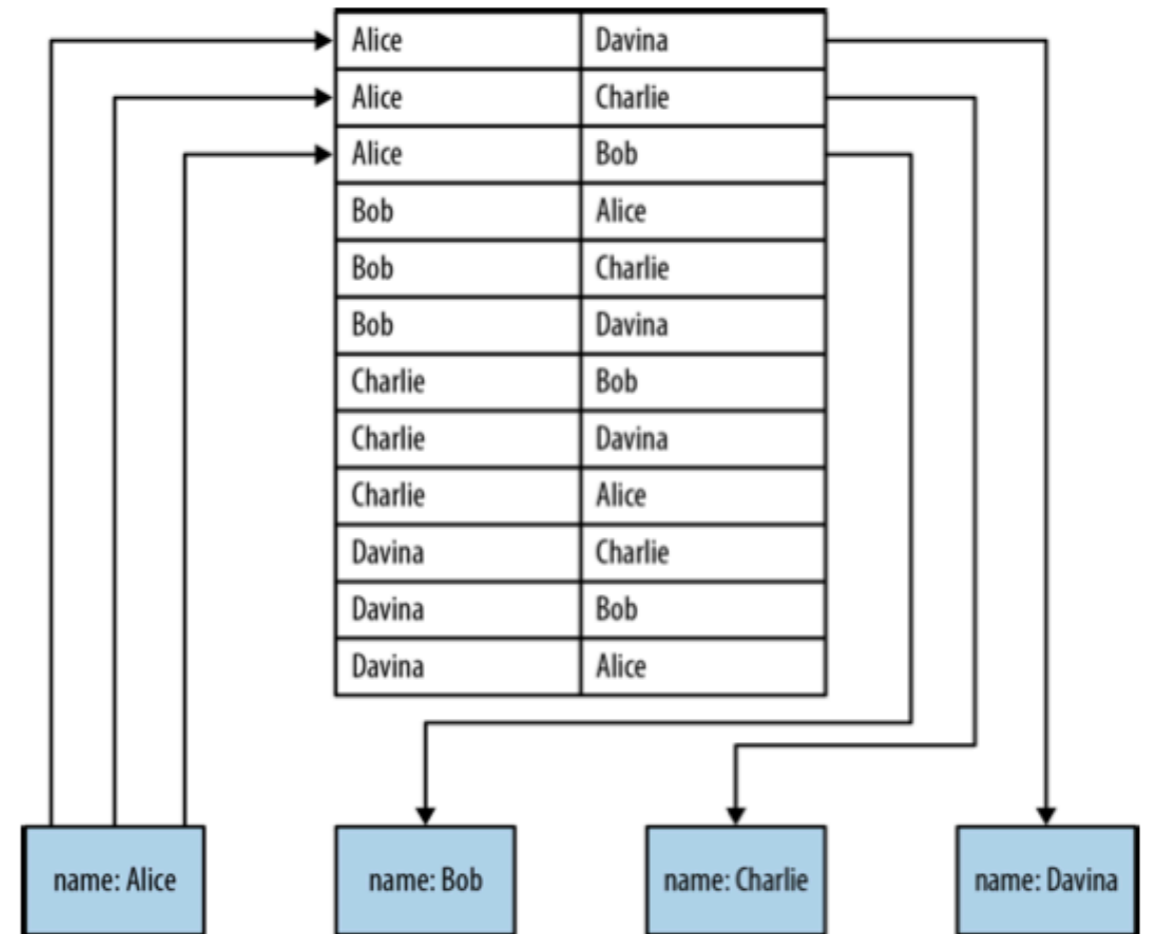 Alice Davina
Alice Charlie
Alice Bob
Bob Alice
Bob Charlie
Bob Davina
Charlie Bob
Charlie Davina
Charlie Alice
Davina Charlie
Davina Bob
Davina Alice
name: Alice name: Bob name: Charlie name: Davina